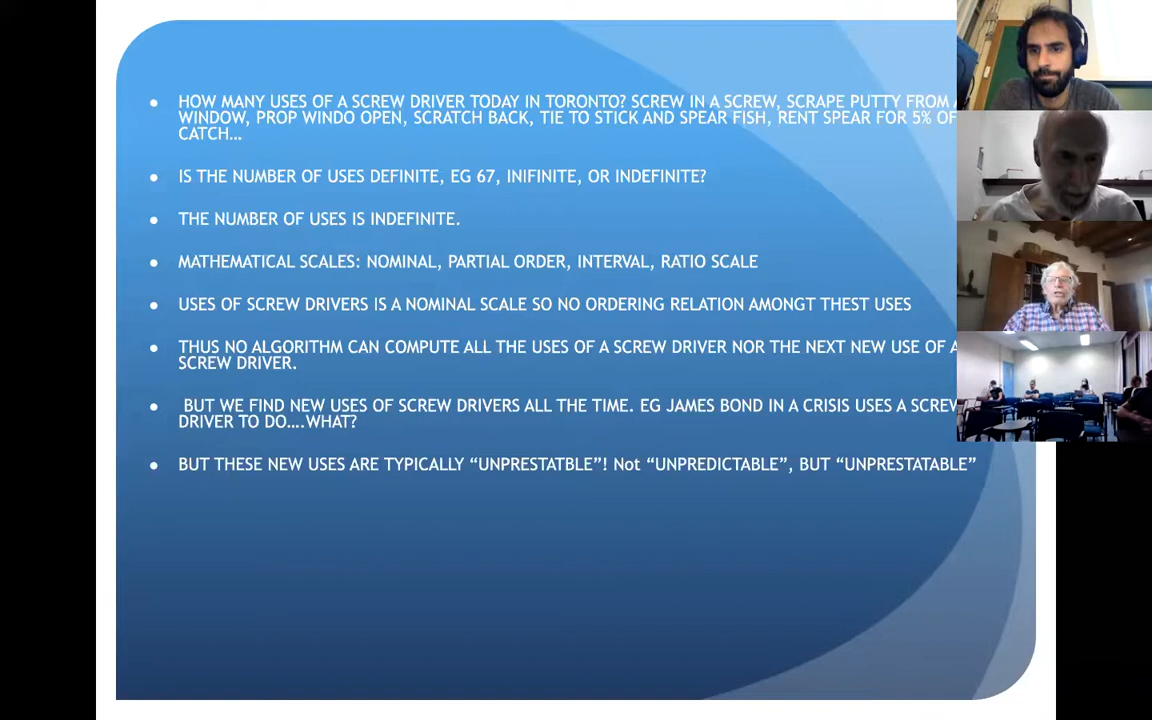 HOW MANY USES OF A SCREW DRIVER TODAY IN TORONTO? SCREW IN A SCREW, SCRAPE PUTTY FROM
WINDOW, PROP WINDO OPEN, SCRATCH BACK, TIE TO STICK AND SPEAR FISH, RENT SPEAR FOR 5% OF
CATCH…
IS THE NUMBER OF USES DEFINITE, EG 67, INIFINITE, OR INDEFINITE?
THE NUMBER OF USES IS INDEFINITE.
MATHEMATICAL SCALES: NOMINAL, PARTIAL ORDER, INTERVAL, RATIO SCALE
USES OF SCREW DRIVERS IS A NOMINAL SCALE SO NO ORDERING RELATION AMONGT THEST USES
THUS NO ALGORITHM CAN COMPUTE ALL THE USES OF A SCREW DRIVER NOR THE NEXT NEW USE OF A
SCREW DRIVER.
BUT WE FIND NEW USES OF SCREW DRIVERS ALL THE TIME. EG JAMES BOND IN A CRISIS USES A SCREW
DRIVER TO DO….WHAT?
BUT THESE NEW USES ARE TYPICALLY “UNPRESTATBLE”! Not “UNPREDICTABLE”, BUT “UNPRESTATABLE”